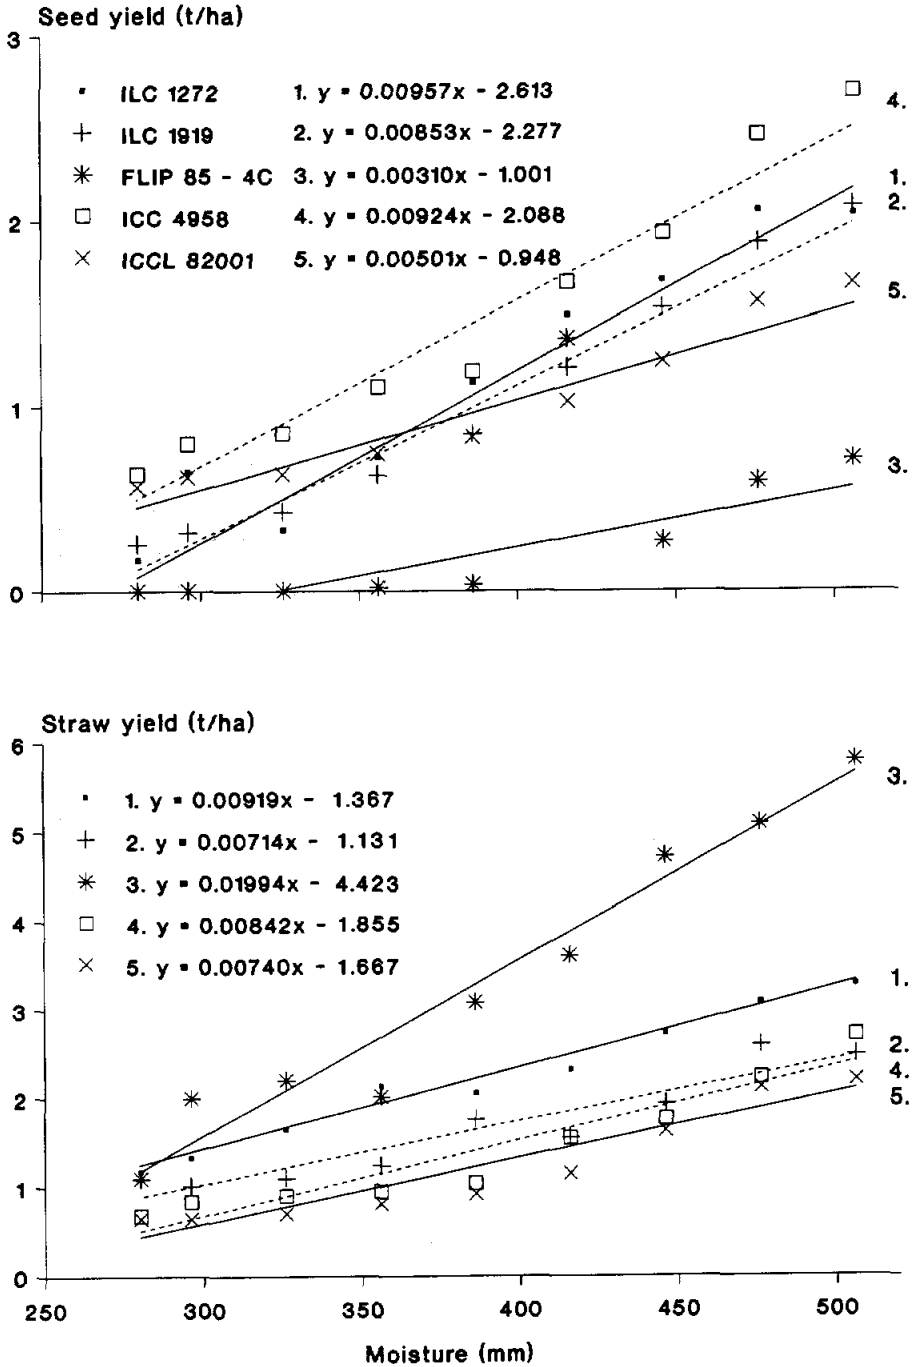 Seed yield (t/ha)
3
ILC 1272 1. y = 0.00957x - 2.613
4.
ILC 1919 2. y = 0.00853x - 2.277
FLIP 85 - 4C 3. y = 0.00310x - 1.001
1.
2.
2
ICC 4958 4. y = 0.00924x - 2.088
ICCL 82001 5. y = 0.00501x - 0.948
5.
1
3.
0
Straw yield (t/ha)
6
3.
1. y = 0.00919x - 1.367
5
2. y = 0.00714x - 1.131
3. y = 0.01994x - 4.423
4
4. y = 0.00842x - 1.855
5. y = 0.00740x - 1.667
1.
3
2.
4.
2
5.
1
0
250 300 350 400 450 500
Moisture (mm)